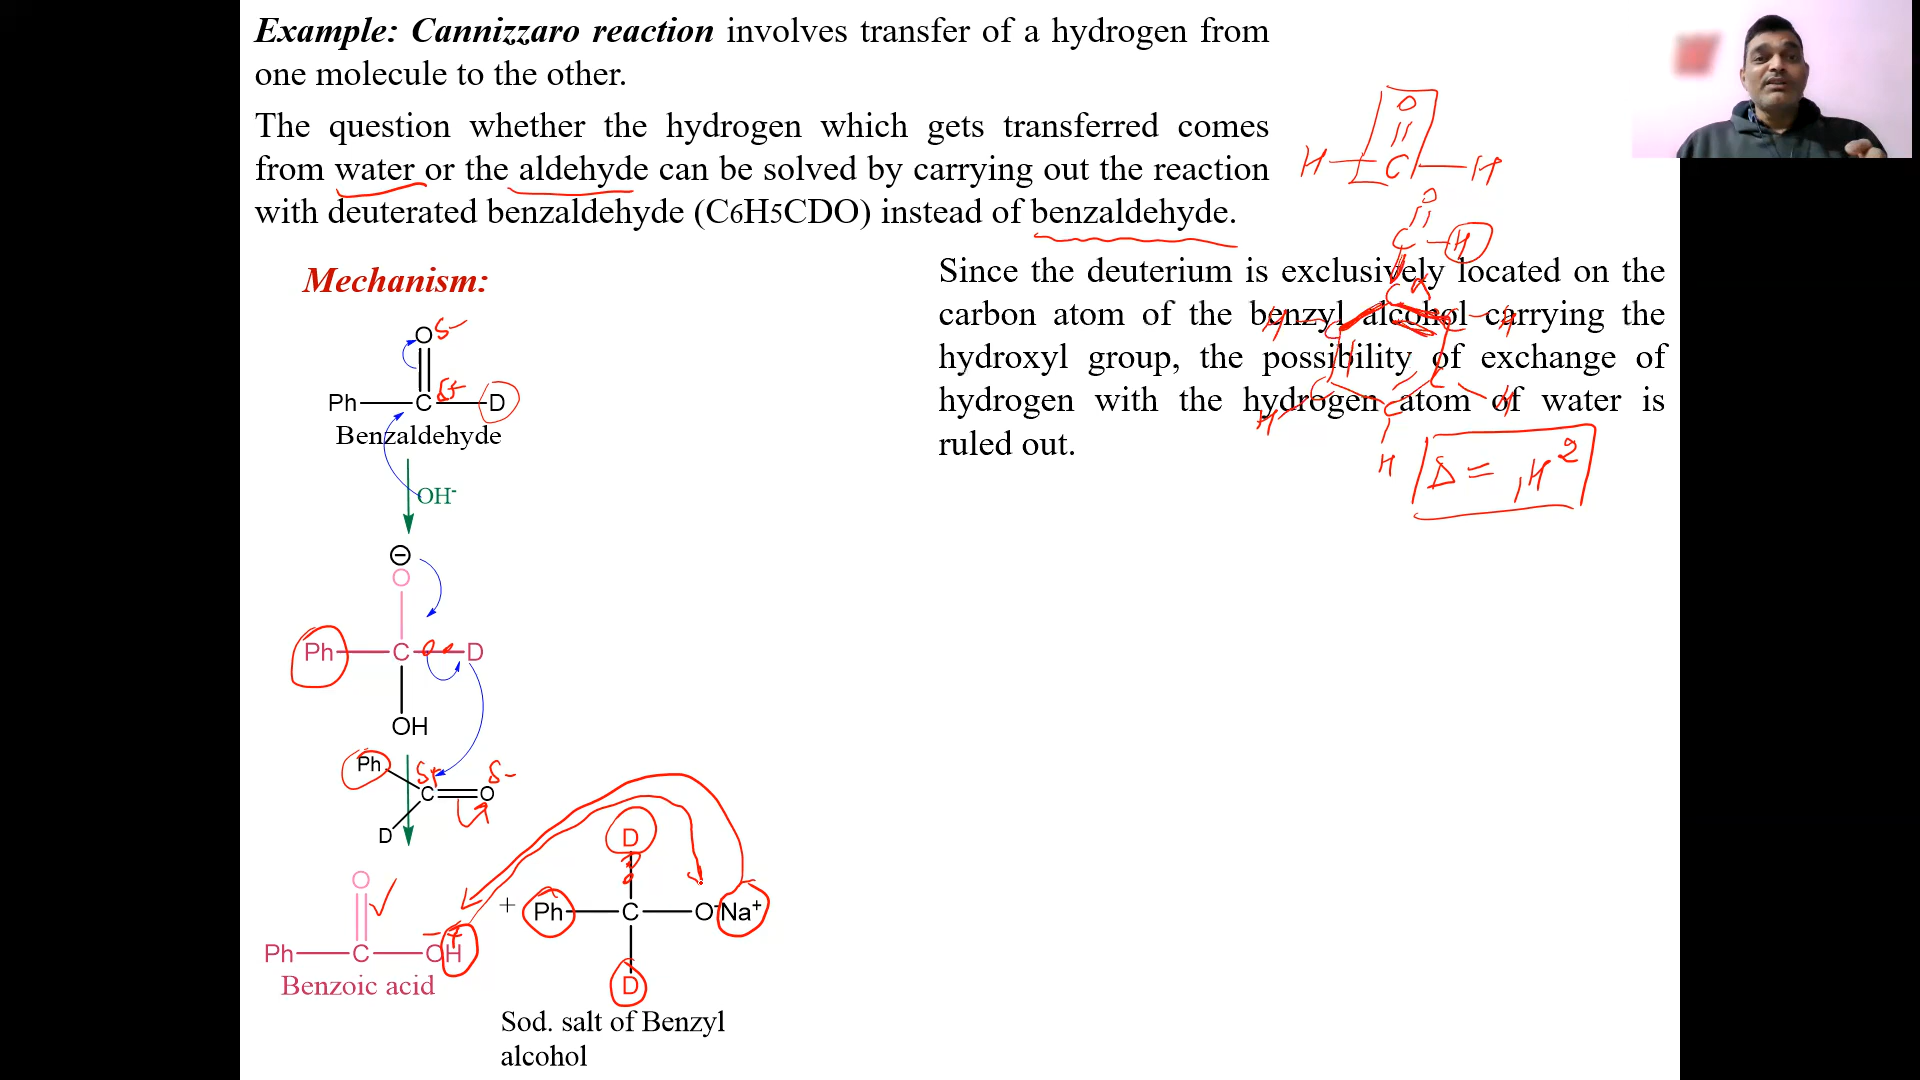 Example: Cannizzaro reaction involves transfer of a hydrogen from
one molecule to the other.
The question whether the hydrogen which gets transferred comes
from water or the aldehyde can be solved by carrying out the reaction
with deuterated benzaldehyde (C6H5CDO) instead of benzaldehyde.
O
H C H
O
C H
C
H C C H
C C H
H C
H
D = ₁H²
Since the deuterium is exclusively located on the
carbon atom of the benzyl alcohol carrying the
hydroxyl group, the possibility of exchange of
hydrogen with the hydrogen atom of water is
ruled out.
Mechanism:
O δ-
δ+
Ph C D
Benzaldehyde
OH-
⊖
O
Ph C D
OH
Ph δ+ δ-
C O
D
O
Ph C OH - +
Benzoic acid
+
D
Ph C O-Na+
D
Sod. salt of Benzyl
alcohol